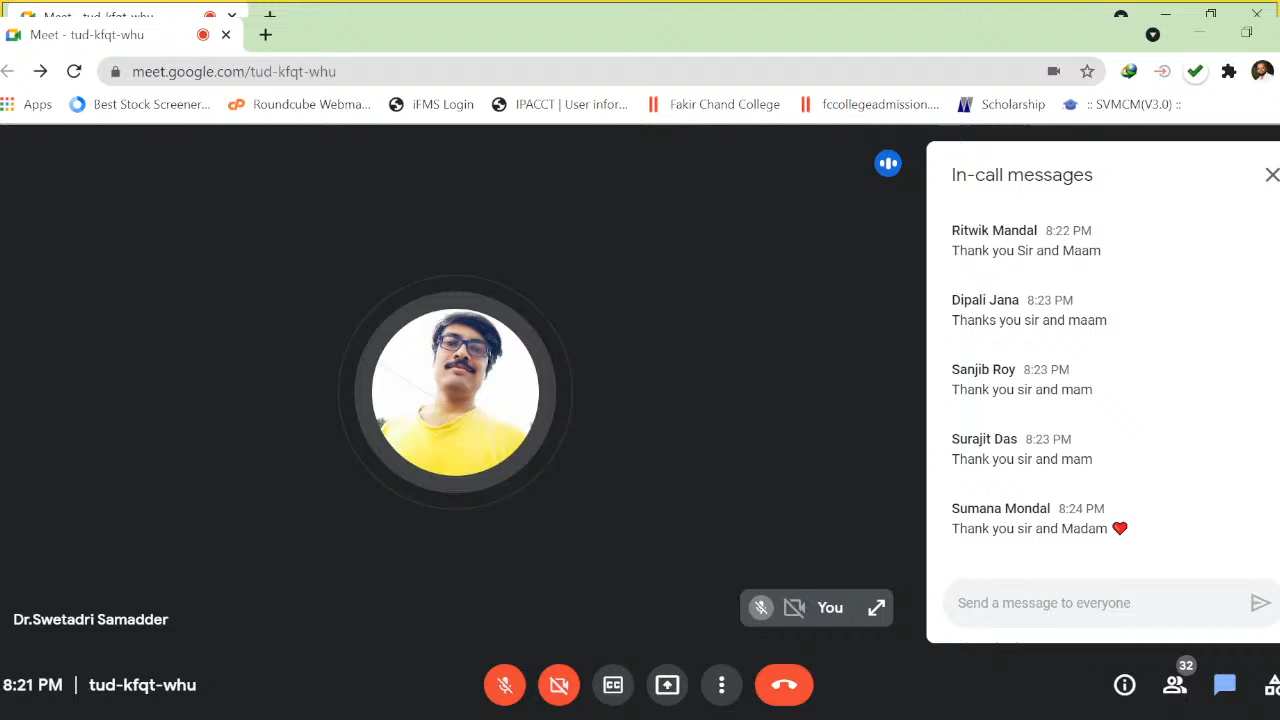 Meet - tud-kfqt-whu
Meet - tud-kfqt-whu
meet.google.com/tud-kfqt-whu
Apps Best Stock Screener... Roundcube Webma... iFMS Login IPACCT | User infor... Fakir Chand College fccollegeadmission.... Scholarship :: SVMCM(V3.0) ::
In-call messages
Ritwik Mandal 8:22 PM
Thank you Sir and Maam
Dipali Jana 8:23 PM
Thanks you sir and maam
Sanjib Roy 8:23 PM
Thank you sir and mam
Surajit Das 8:23 PM
Thank you sir and mam
Sumana Mondal 8:24 PM
Thank you sir and Madam ❤
Send a message to everyone
You
Dr.Swetadri Samadder
8:21 PM | tud-kfqt-whu
32